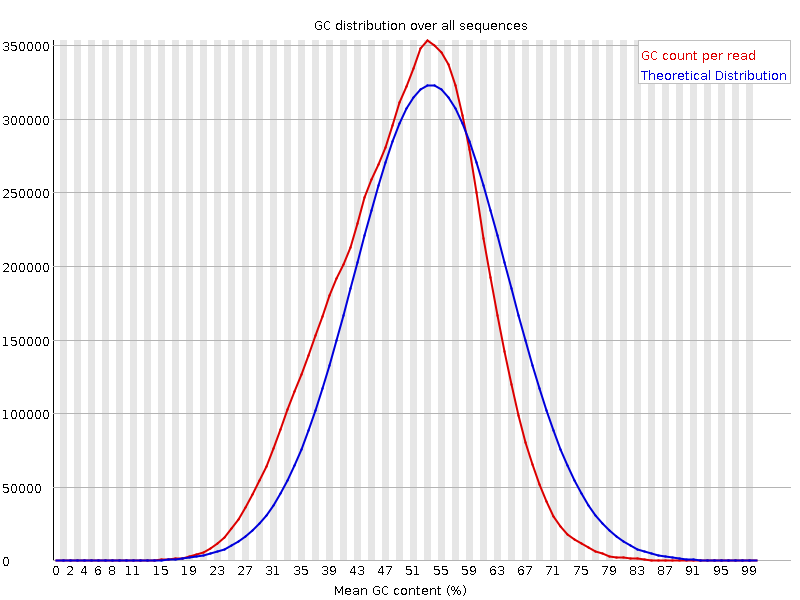 GC distribution over all sequences
GC count per read
Theoretical Distribution
350000
300000
250000
200000
150000
100000
50000
0
0 2 4 6 8 11 15 19 23 27 31 35 39 43 47 51 55 59 63 67 71 75 79 83 87 91 95 99
Mean GC content (%)